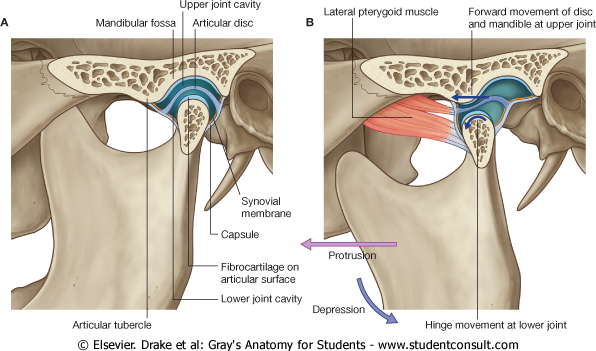 A
Upper joint cavity
Mandibular fossa
Articular disc
Synovial
membrane
Capsule
Fibrocartilage on
articular surface
Lower joint cavity
Articular tubercle
B
Lateral pterygoid muscle
Forward movement of disc
and mandible at upper joint
Protrusion
Depression
Hinge movement at lower joint
© Elsevier. Drake et al: Gray's Anatomy for Students - www.studentconsult.com